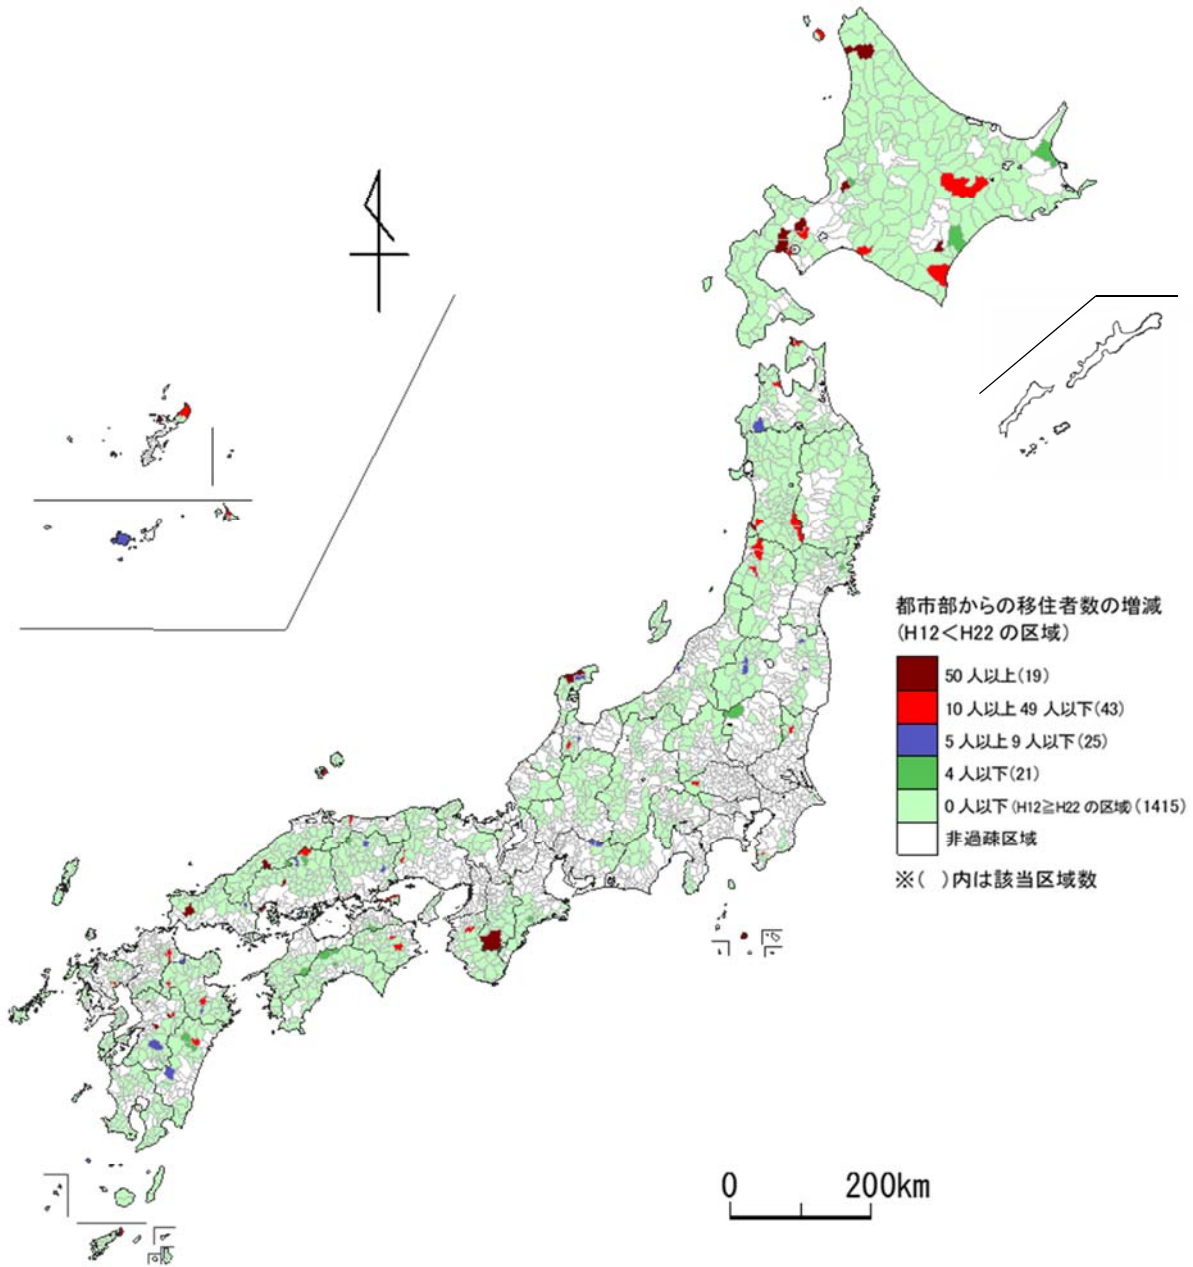 都市部からの移住者数の増減
(H12<H22 の区域)
50 人以上(19)
10 人以上 49 人以下(43)
5 人以上 9 人以下(25)
4 人以下(21)
0 人以下(H12≧H22 の区域)(1415)
非過疎区域
※( )内は該当区域数
0 200km